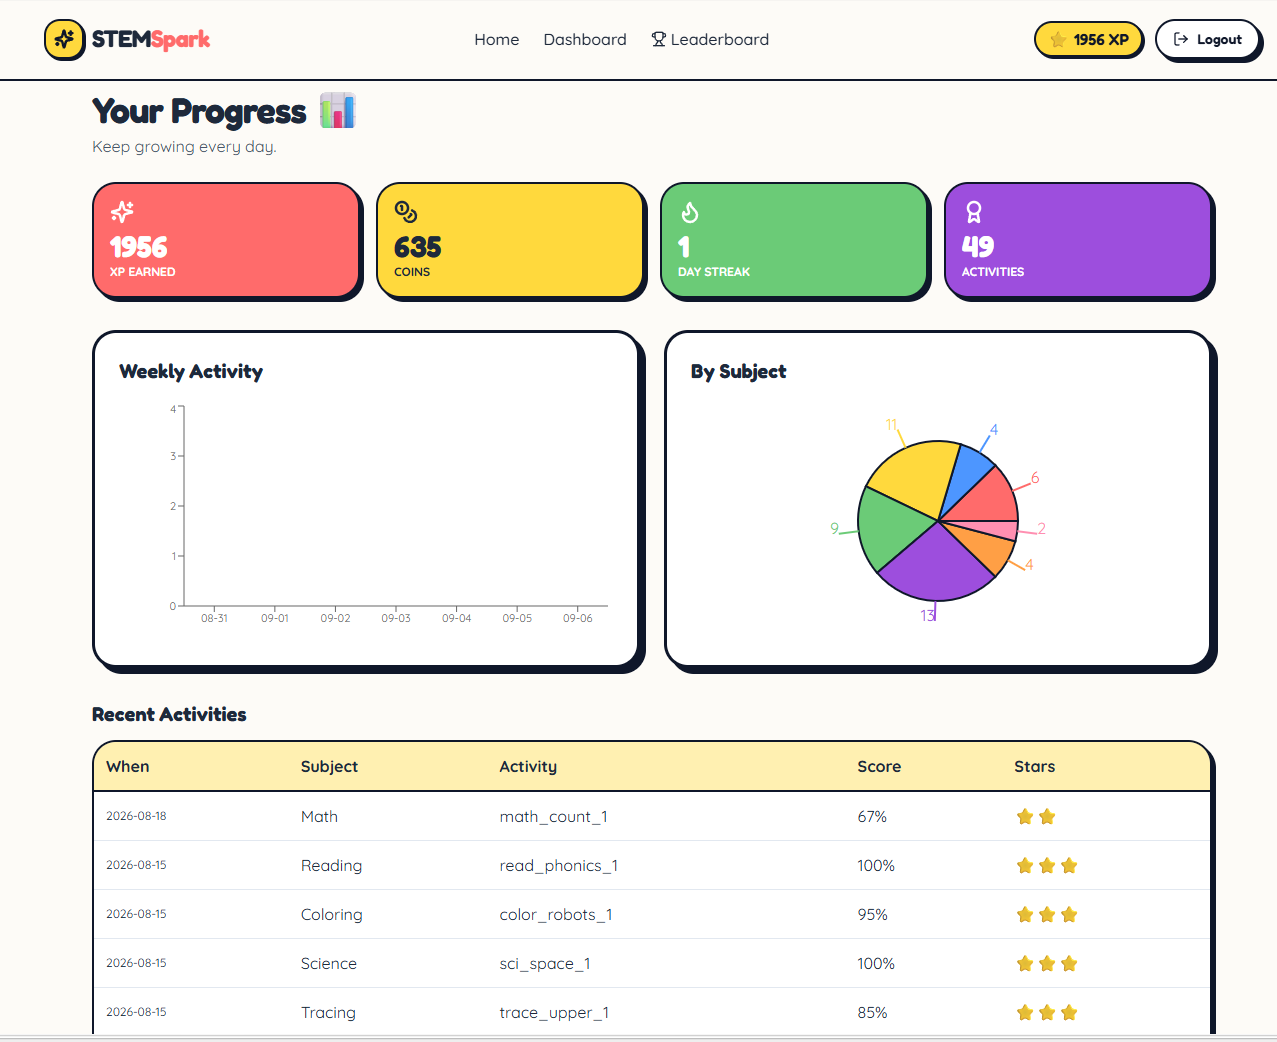 STEMSpark
Home Dashboard Leaderboard
1956 XP
Logout
Your Progress
Keep growing every day.
1956
XP EARNED
635
COINS
1
DAY STREAK
49
ACTIVITIES
Weekly Activity
4
3
2
1
0
08-31 09-01 09-02 09-03 09-04 09-05 09-06
By Subject
11
4
6
9
2
4
13
Recent Activities
When Subject Activity Score Stars
2026-08-18 Math math_count_1 67%
2026-08-15 Reading read_phonics_1 100%
2026-08-15 Coloring color_robots_1 95%
2026-08-15 Science sci_space_1 100%
2026-08-15 Tracing trace_upper_1 85%